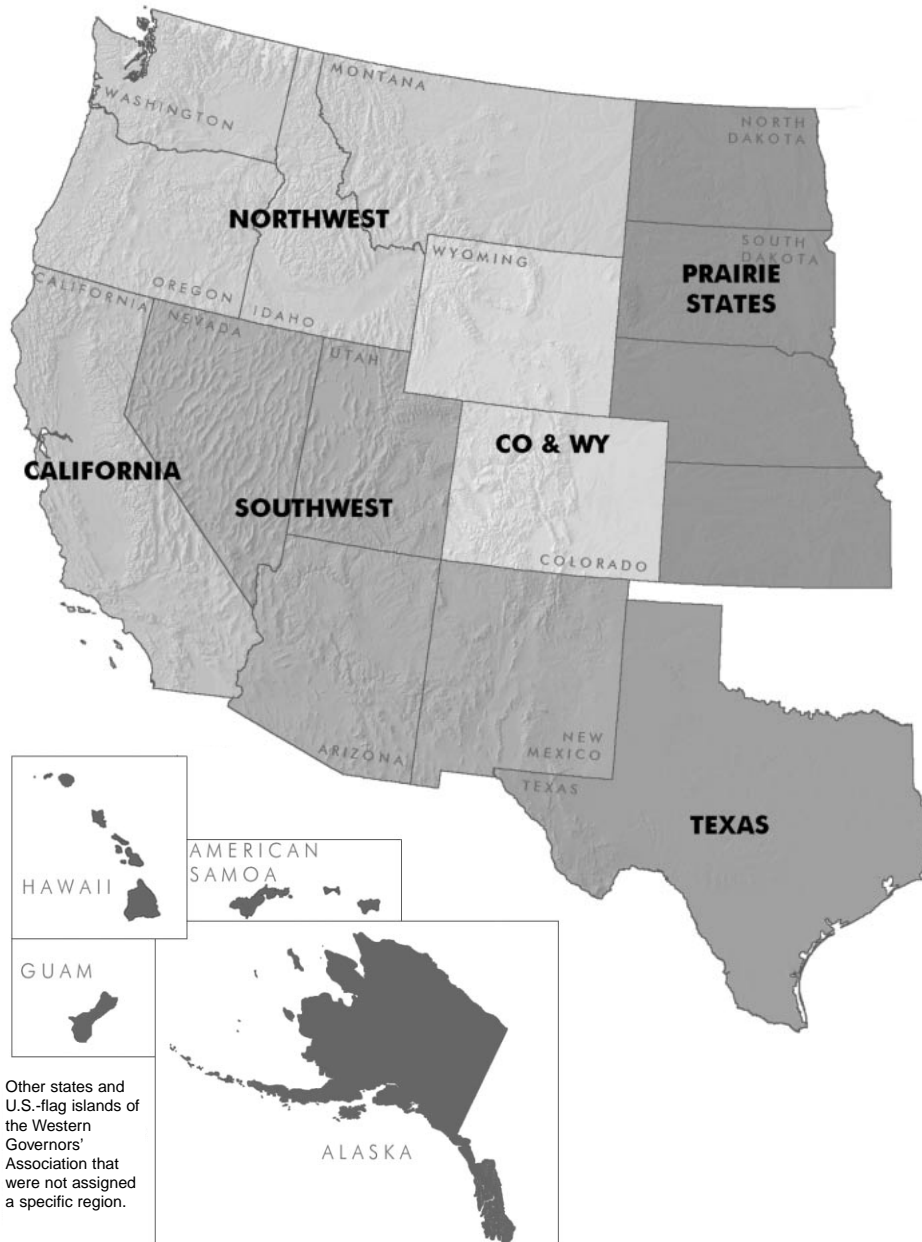 MONTANA
WASHINGTON
NORTH
DAKOTA
NORTHWEST
WYOMING
SOUTH
DAKOTA
PRAIRIE
STATES
CALIFORNIA
OREGON
NEVADA
IDAHO
UTAH
CO & WY
CALIFORNIA
SOUTHWEST
COLORADO
NEW
MEXICO
ARIZONA
TEXAS
TEXAS
AMERICAN
SAMOA
HAWAII
GUAM
Other states and
U.S.-flag islands of
the Western
Governors’
Association that
were not assigned
a specific region.
ALASKA